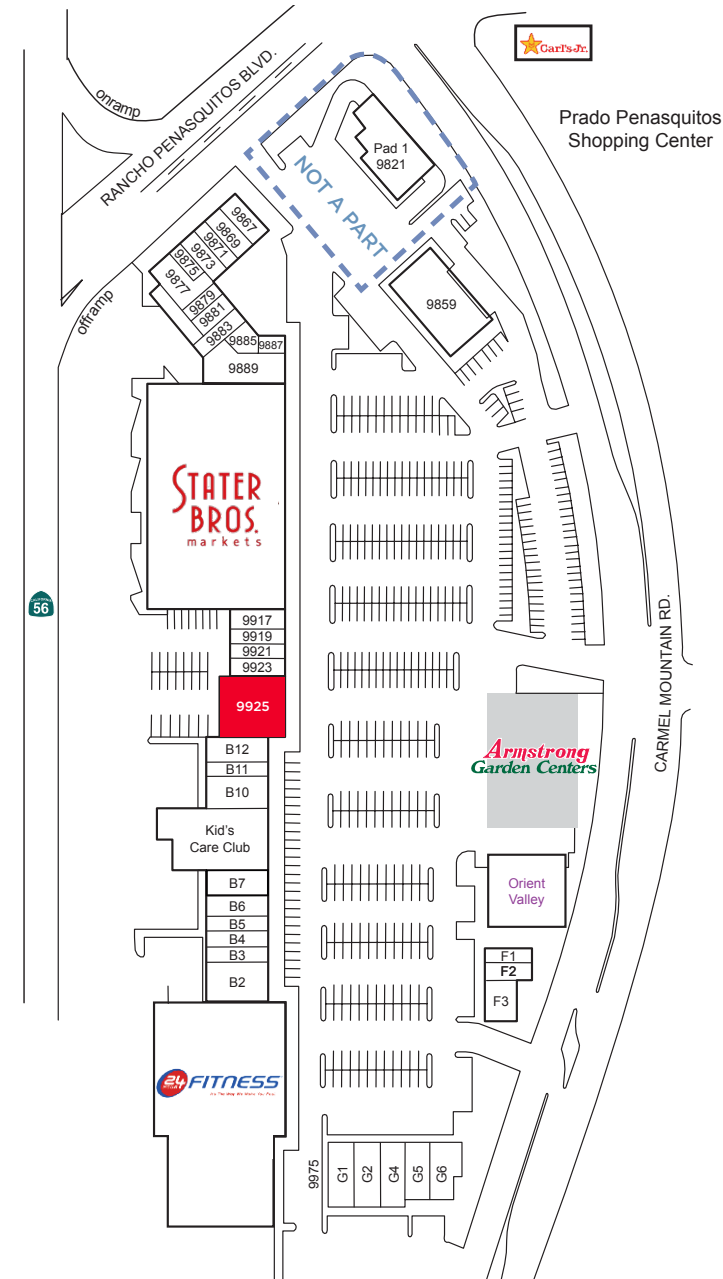 Carl's Jr.
Prado Penasquitos
Shopping Center
onramp
RANCHO PENASQUITOS BLVD.
offramp
Pad 1
9821
NOT A PART
9859
9867
9869
9871
9873
9875
9877
9879
9881
9883
9885
9887
9889
STATER
BROS.
markets
CALIFORNIA
56
9917
9919
9921
9923
9925
CARMEL MOUNTAIN RD.
Armstrong
Garden Centers
B12
B11
B10
Kid's
Care Club
B7
B6
B5
B4
B3
B2
Orient
Valley
F1
F2
F3
24
FITNESS
9975
G1
G2
G4
G5
G6